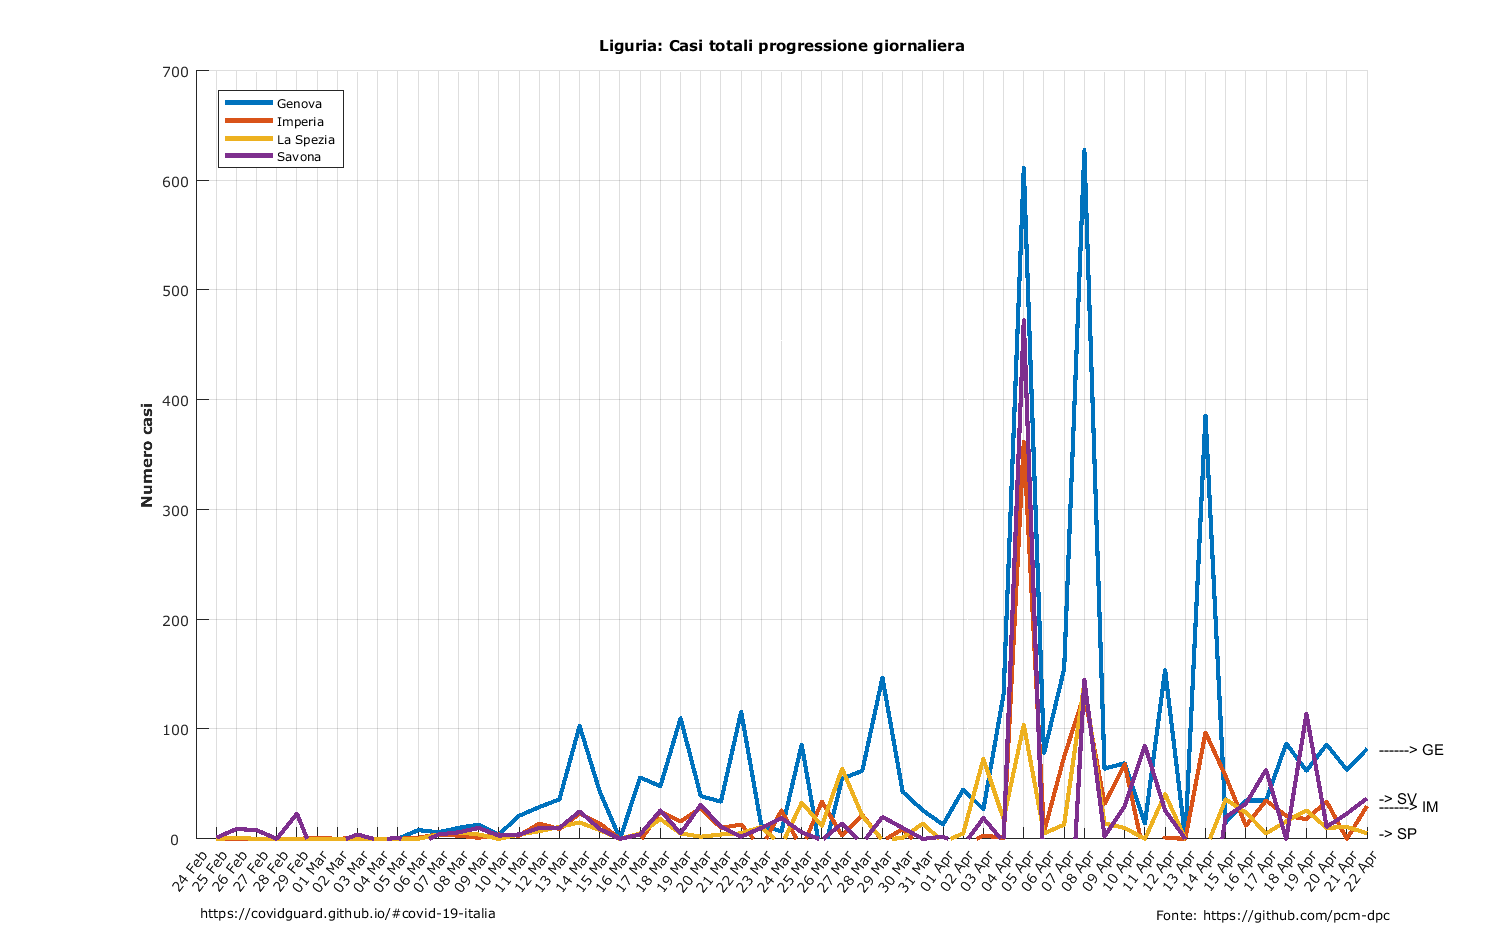 Liguria: Casi totali progressione giornaliera
700
600
500
400
300
200
100
0
Numero casi
Genova
Imperia
La Spezia
Savona
------> GE
-> SV
------> IM
-> SP
24 Feb
25 Feb
26 Feb
27 Feb
28 Feb
29 Feb
01 Mar
02 Mar
03 Mar
04 Mar
05 Mar
06 Mar
07 Mar
08 Mar
09 Mar
10 Mar
11 Mar
12 Mar
13 Mar
14 Mar
15 Mar
16 Mar
17 Mar
18 Mar
19 Mar
20 Mar
21 Mar
22 Mar
23 Mar
24 Mar
25 Mar
26 Mar
27 Mar
28 Mar
29 Mar
30 Mar
31 Mar
01 Apr
02 Apr
03 Apr
04 Apr
05 Apr
06 Apr
07 Apr
08 Apr
09 Apr
10 Apr
11 Apr
12 Apr
13 Apr
14 Apr
15 Apr
16 Apr
17 Apr
18 Apr
19 Apr
20 Apr
21 Apr
22 Apr
https://covidguard.github.io/#covid-19-italia
Fonte: https://github.com/pcm-dpc